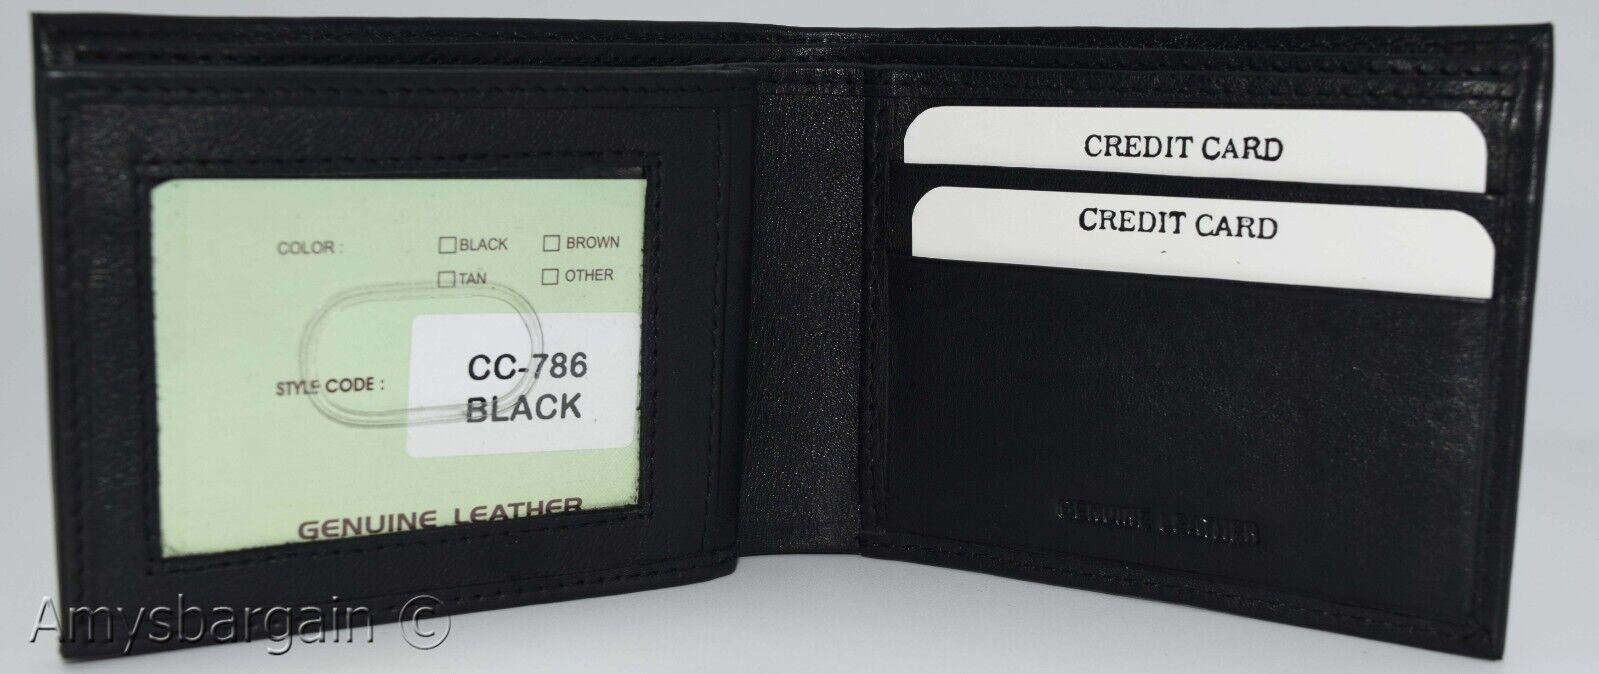 CREDIT CARD
CREDIT CARD
COLOR : ☐ BLACK ☐ BROWN
☐ TAN ☐ OTHER
STYLE CODE : CC-786
BLACK
GENUINE LEATHER
GENUINE LEATHER
Amysbargain ©